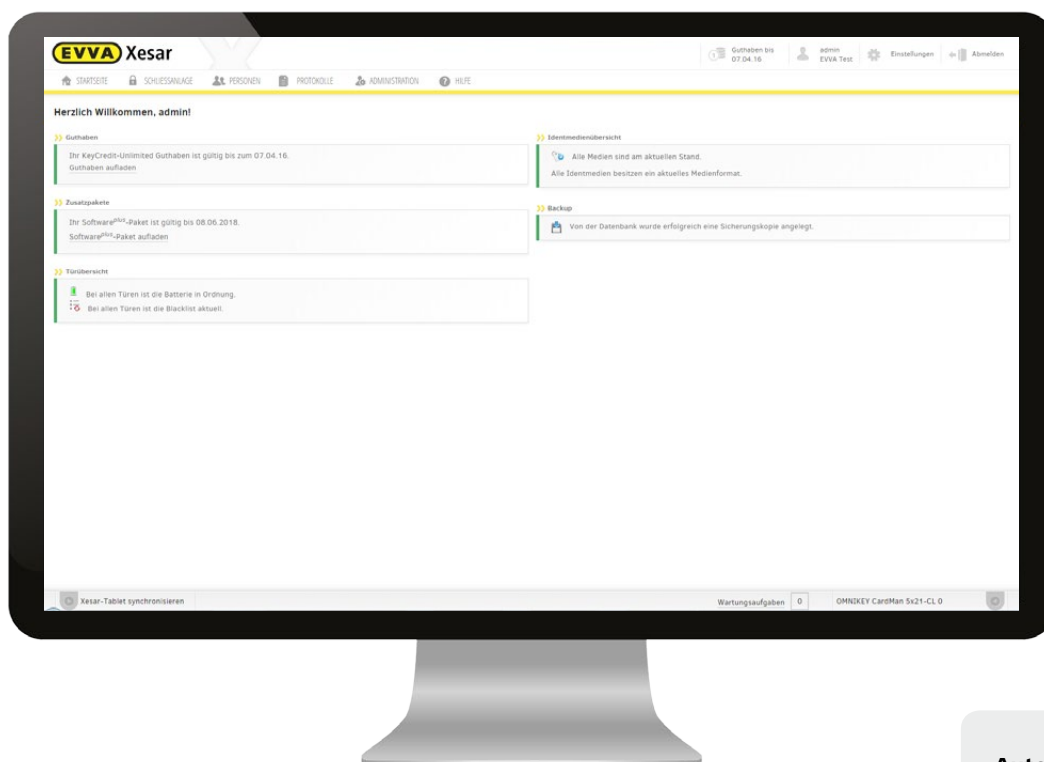 EVVA Xesar
Guthaben bis
07.04.16
admin
EVVA Test
Einstellungen
Abmelden
STARTSEITE
SCHLIESSANLAGE
PERSONEN
PROTOKOLLE
ADMINISTRATION
HILFE
Herzlich Willkommen, admin!
Guthaben
Ihr KeyCredit-Unlimited Guthaben ist gültig bis zum 07.04.16.
Guthaben aufladen
Zusatzpakete
Ihr Softwareplus-Paket ist gültig bis 08.06.2018.
Softwareplus-Paket aufladen
Türübersicht
Bei allen Türen ist die Batterie in Ordnung.
Bei allen Türen ist die Blacklist aktuell.
Identmedienübersicht
Alle Medien sind am aktuellen Stand.
Alle Identmedien besitzen ein aktuelles Medienformat.
Backup
Von der Datenbank wurde erfolgreich eine Sicherungskopie angelegt.
Xesar-Tablet synchronisieren
Wartungsaufgaben 0
OMNIKEY CardMan 5x21-CL 0